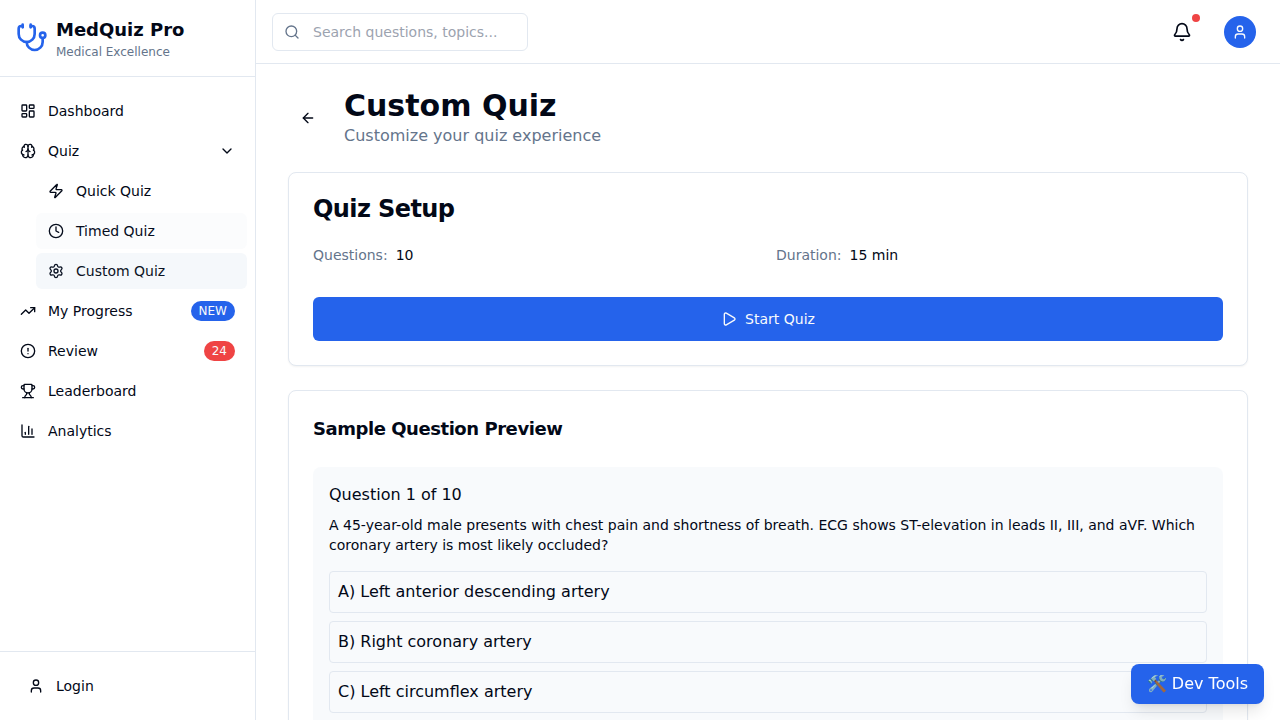 MedQuiz Pro
Medical Excellence
Dashboard
Quiz
Quick Quiz
Timed Quiz
Custom Quiz
My Progress
NEW
Review
24
Leaderboard
Analytics
Login
Search questions, topics...
Custom Quiz
Customize your quiz experience
Quiz Setup
Questions: 10
Duration: 15 min
Start Quiz
Sample Question Preview
Question 1 of 10
A 45-year-old male presents with chest pain and shortness of breath. ECG shows ST-elevation in leads II, III, and aVF. Which
coronary artery is most likely occluded?
A) Left anterior descending artery
B) Right coronary artery
C) Left circumflex artery
🛠️ Dev Tools